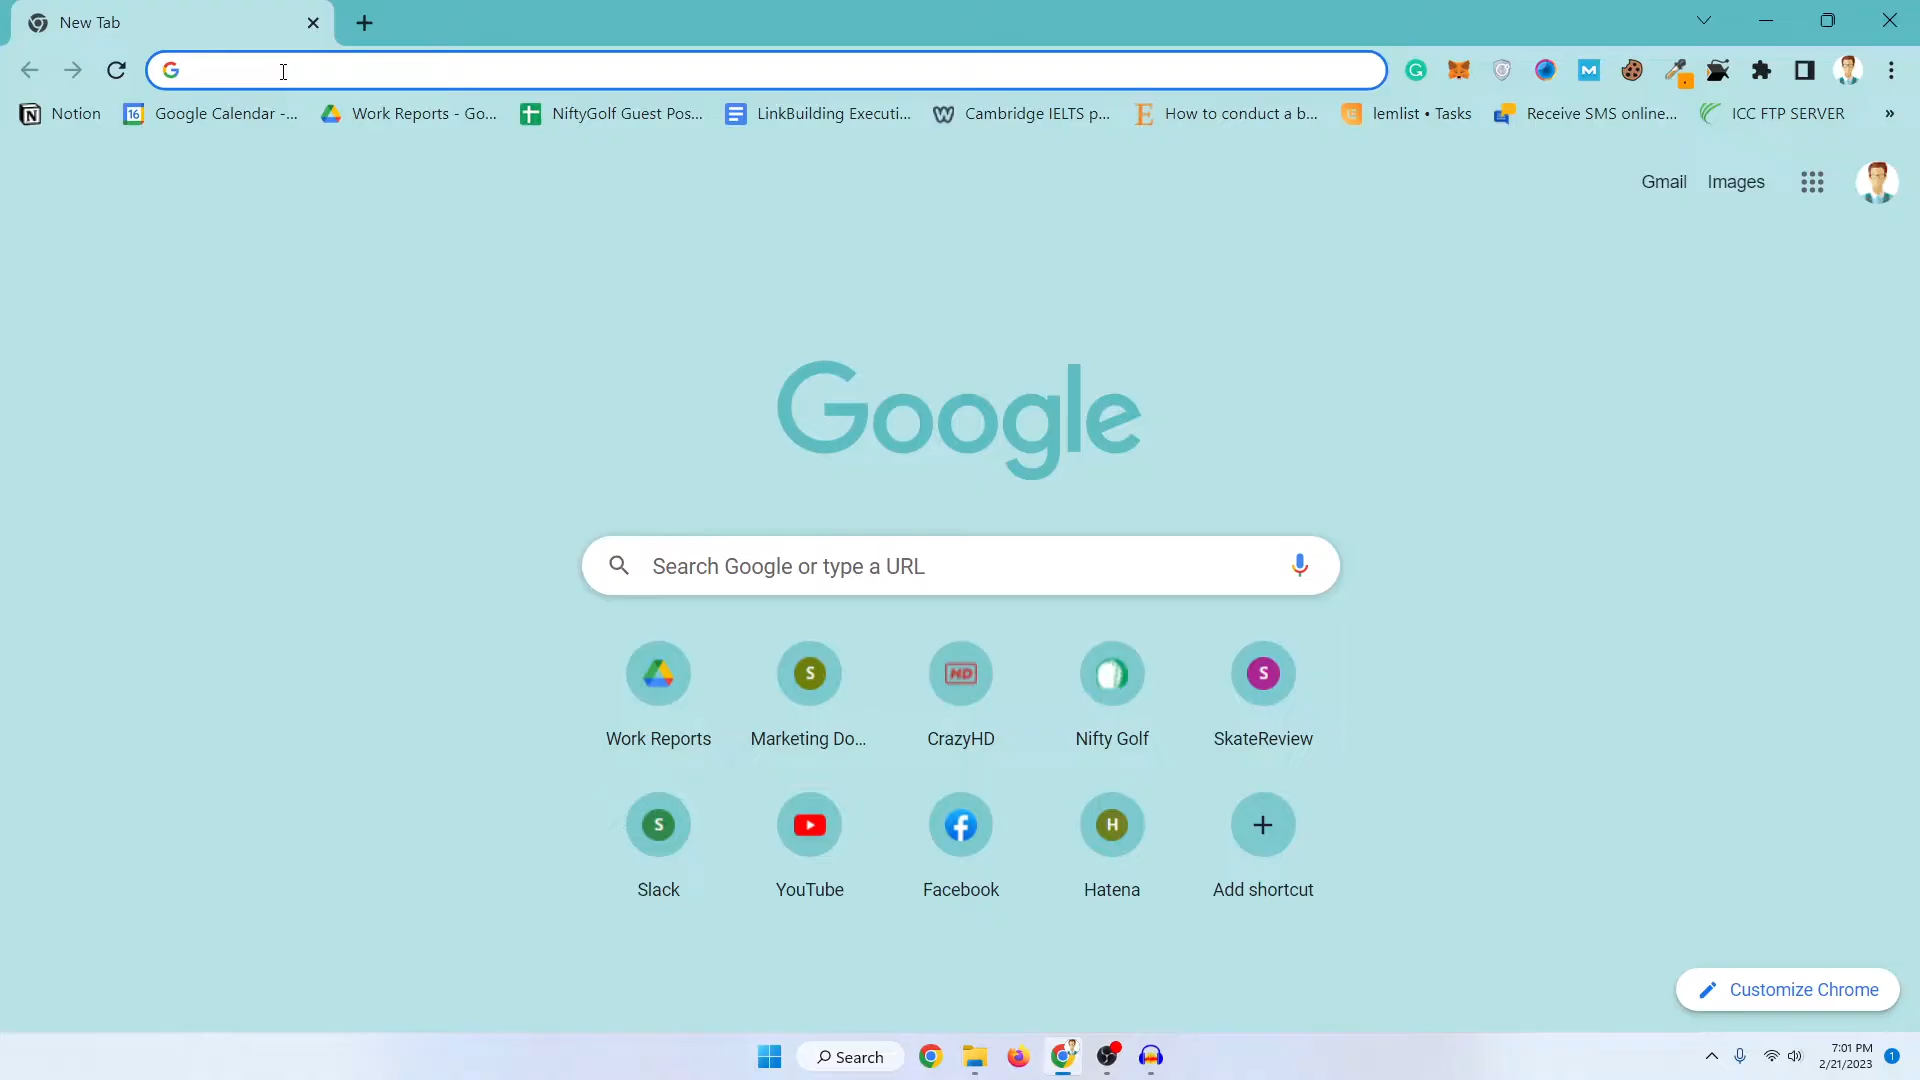 New Tab
Notion
16
Google Calendar -...
Work Reports - Go...
NiftyGolf Guest Pos...
LinkBuilding Executi...
Cambridge IELTS p...
E
How to conduct a b...
lemlist • Tasks
Receive SMS online...
ICC FTP SERVER
»
Gmail
Images
Google
Search Google or type a URL
S
HD
S
Work Reports
Marketing Do...
CrazyHD
Nifty Golf
SkateReview
S
H
Slack
YouTube
Facebook
Hatena
Add shortcut
Customize Chrome
Search
7:01 PM
2/21/2023
1